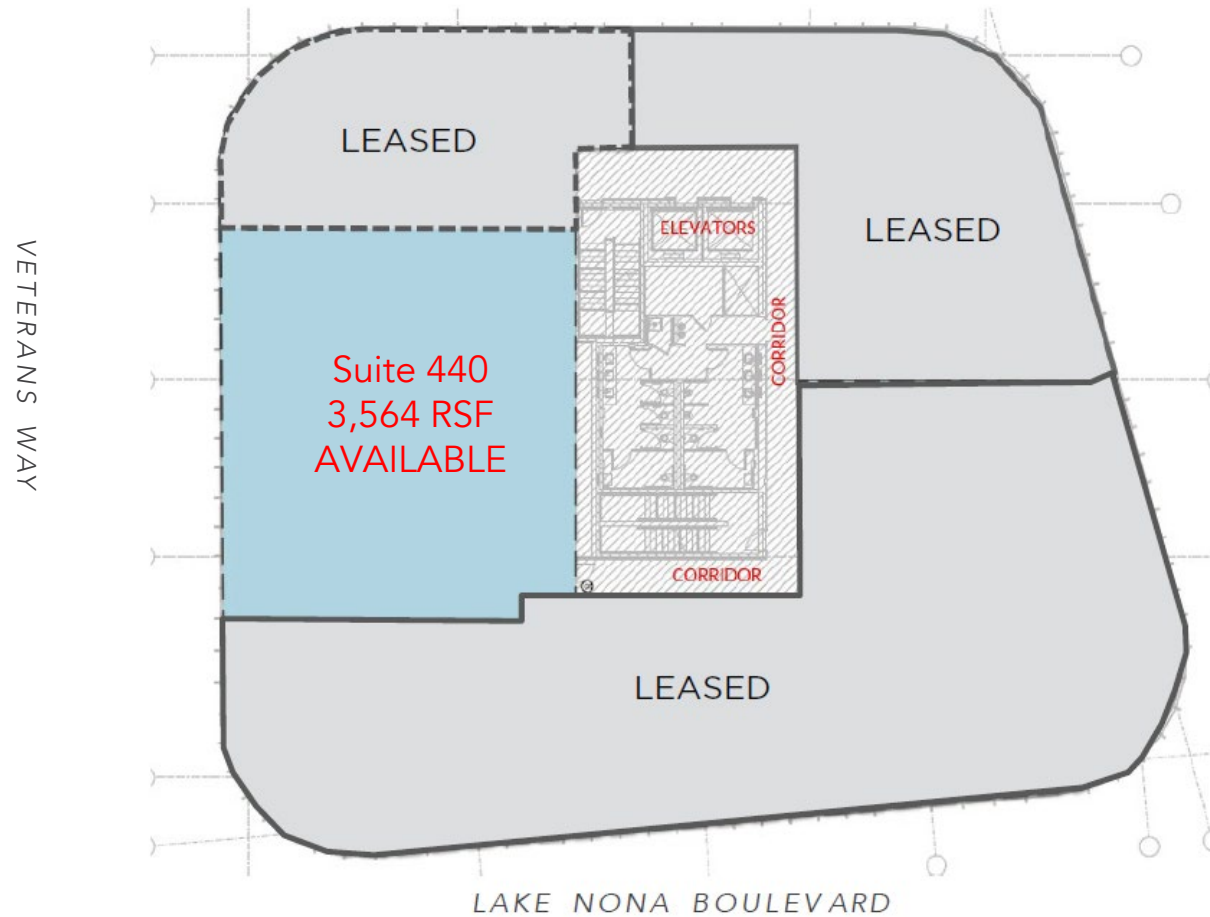 LEASED
LEASED
ELEVATORS
CORRIDOR
VETERANS WAY
Suite 440
3,564 RSF
AVAILABLE
CORRIDOR
LEASED
LAKE NONA BOULEVARD